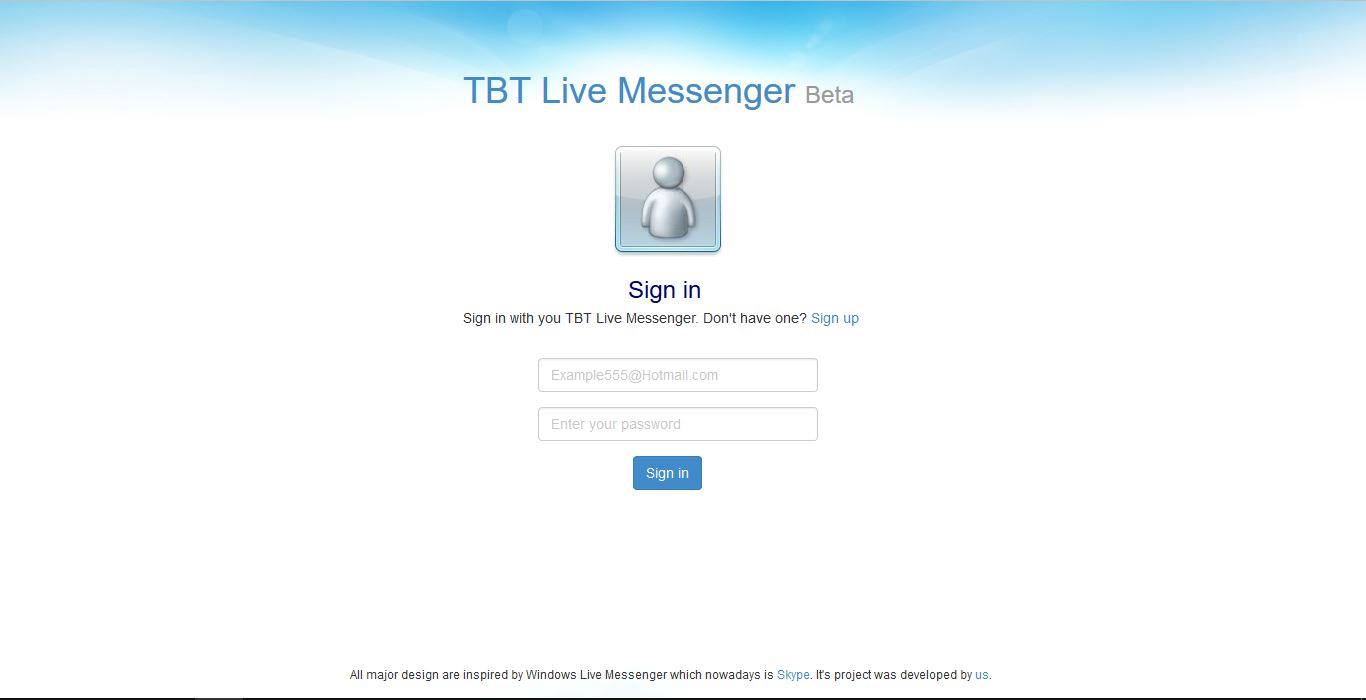 TBT Live Messenger Beta
Sign in
Sign in with you TBT Live Messenger. Don't have one? Sign up
Example555@Hotmail.com
Enter your password
Sign in
All major design are inspired by Windows Live Messenger which nowadays is Skype. It's project was developed by us.